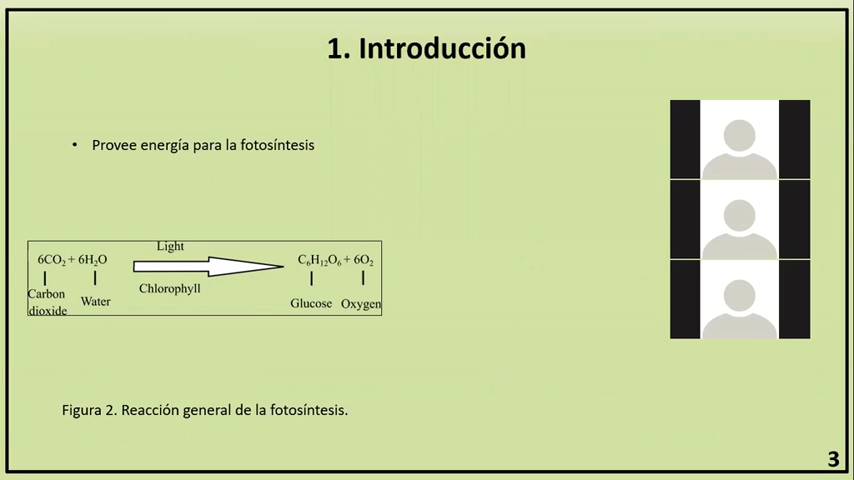 1. Introducción
• Provee energía para la fotosíntesis
Light
6CO₂ + 6H₂O
C₆H₁₂O₆ + 6O₂
Chlorophyll
Carbon dioxide
Water
Glucose
Oxygen
Figura 2. Reacción general de la fotosíntesis.
3